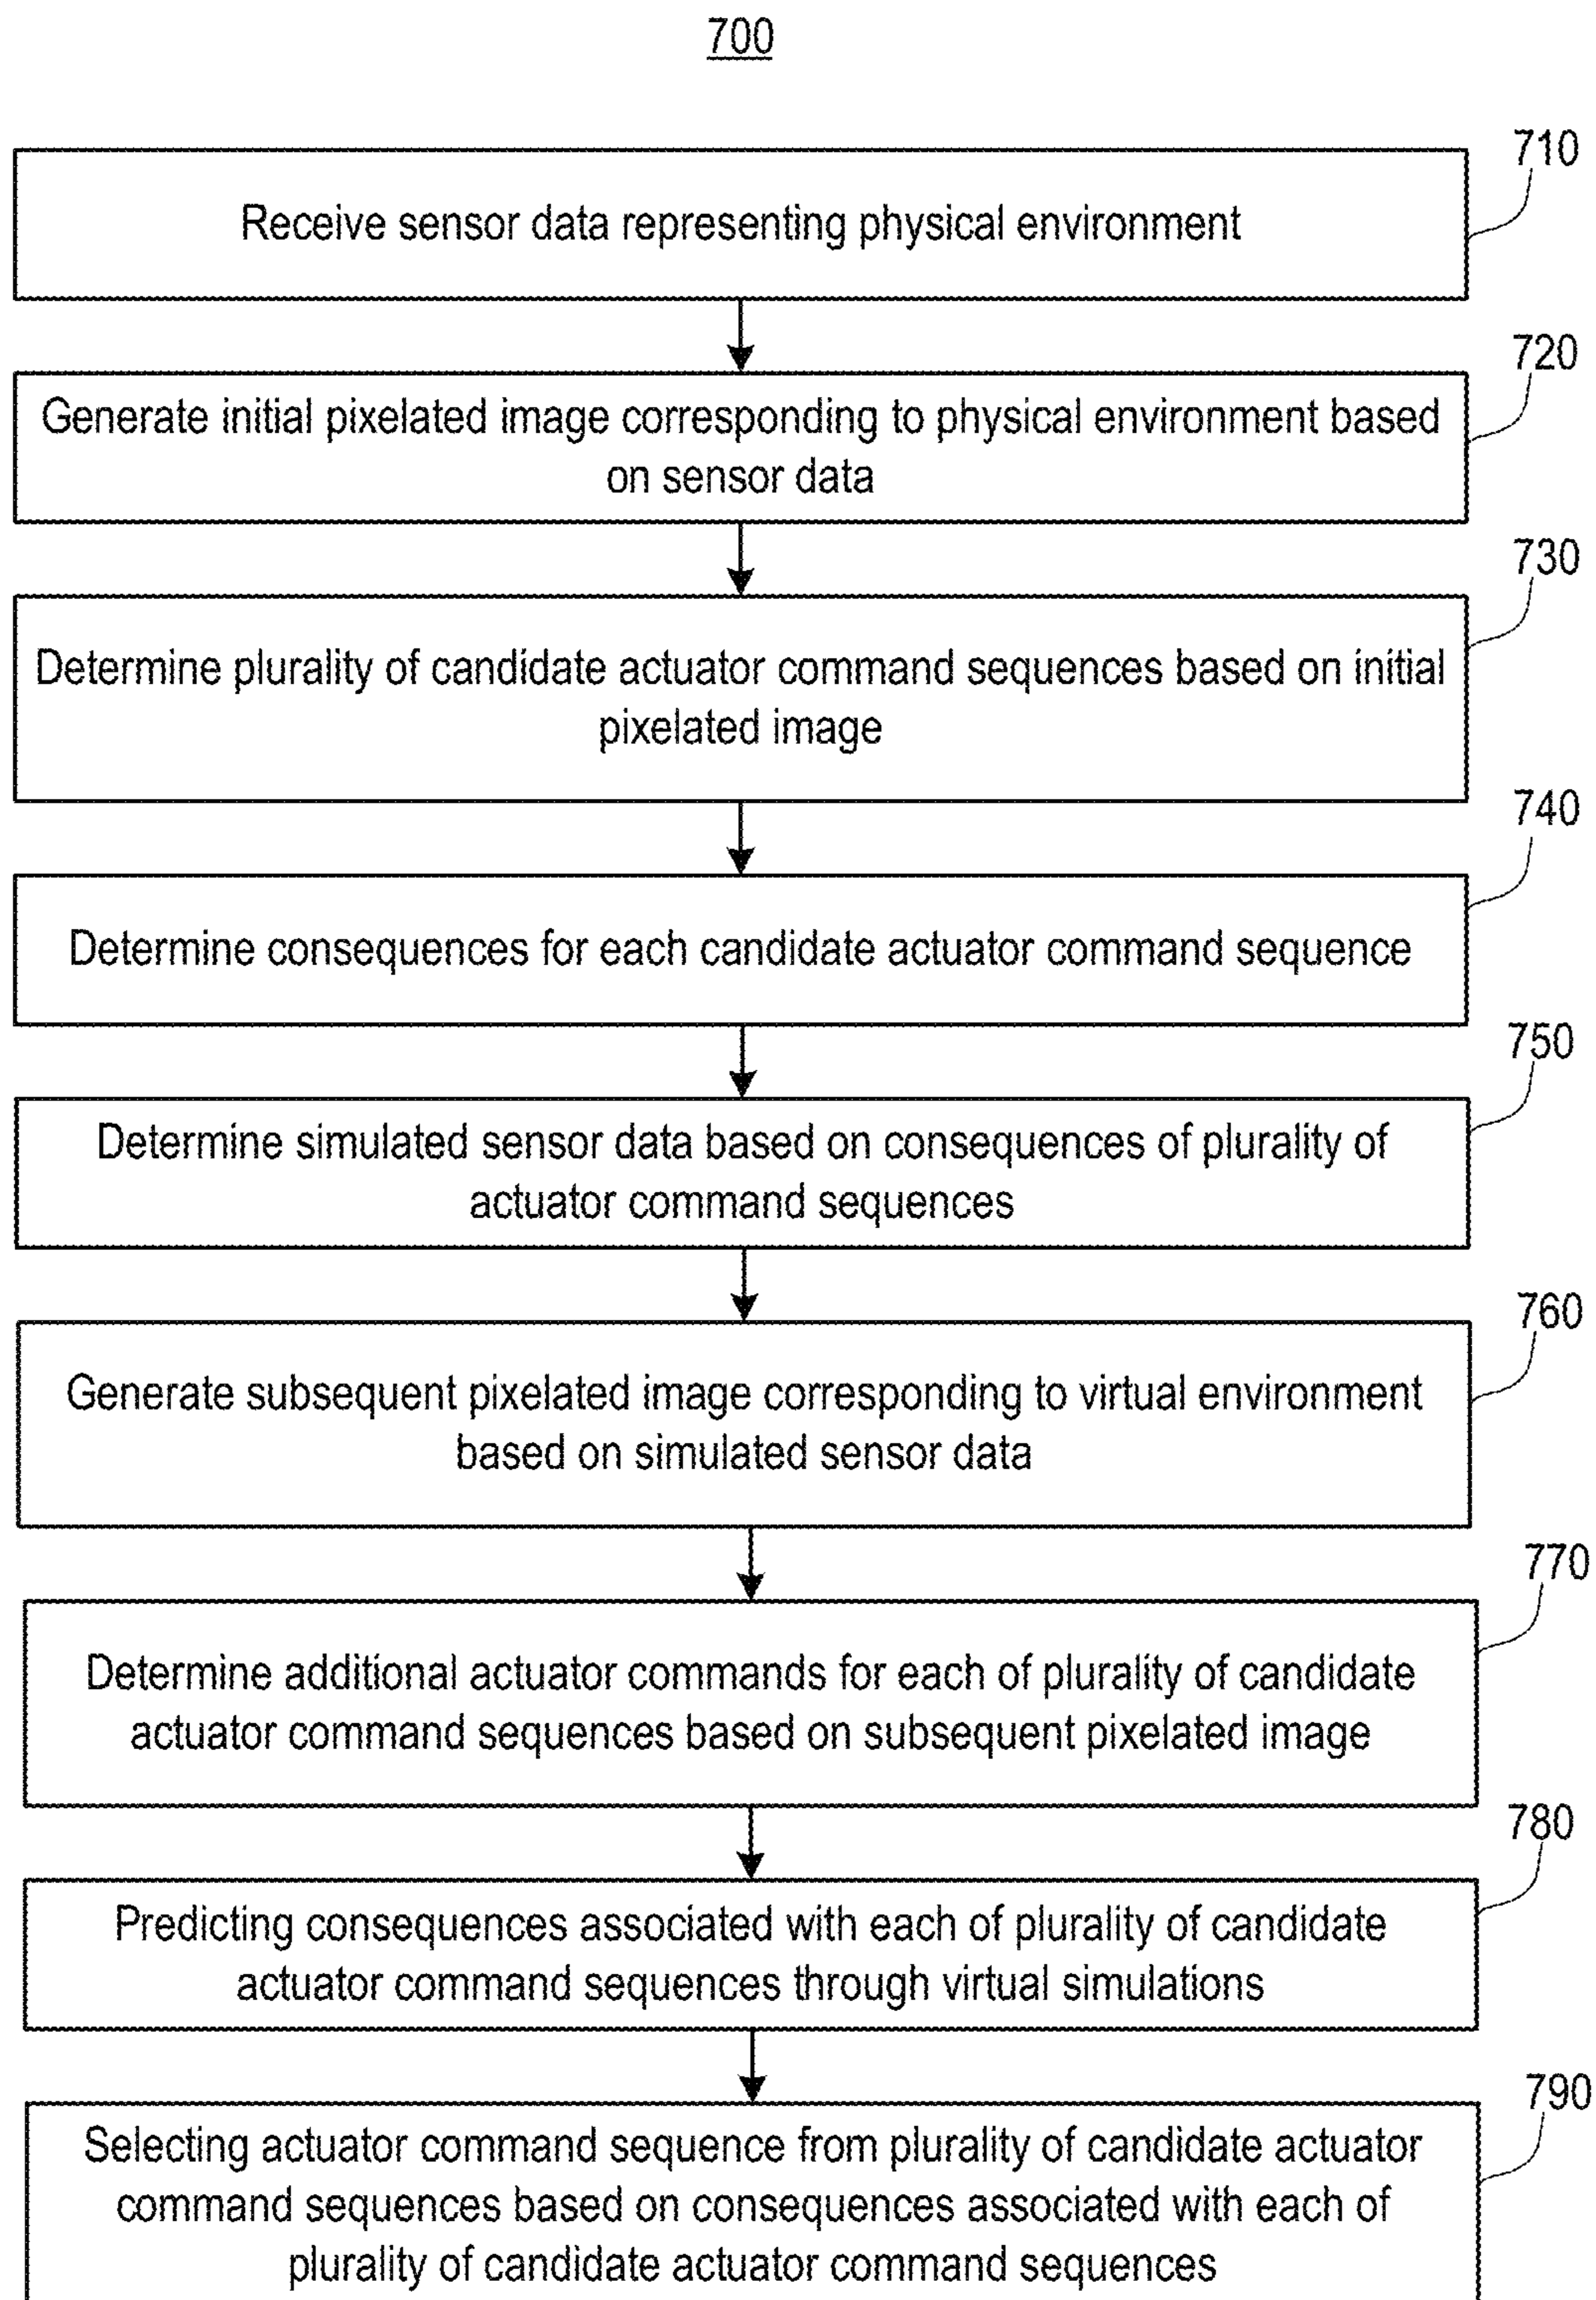 700
710
Receive sensor data representing physical environment
720
Generate initial pixelated image corresponding to physical environment based
on sensor data
730
Determine plurality of candidate actuator command sequences based on initial
pixelated image
740
Determine consequences for each candidate actuator command sequence
750
Determine simulated sensor data based on consequences of plurality of
actuator command sequences
760
Generate subsequent pixelated image corresponding to virtual environment
based on simulated sensor data
770
Determine additional actuator commands for each of plurality of candidate
actuator command sequences based on subsequent pixelated image
780
Predicting consequences associated with each of plurality of candidate
actuator command sequences through virtual simulations
790
Selecting actuator command sequence from plurality of candidate actuator
command sequences based on consequences associated with each of
plurality of candidate actuator command sequences